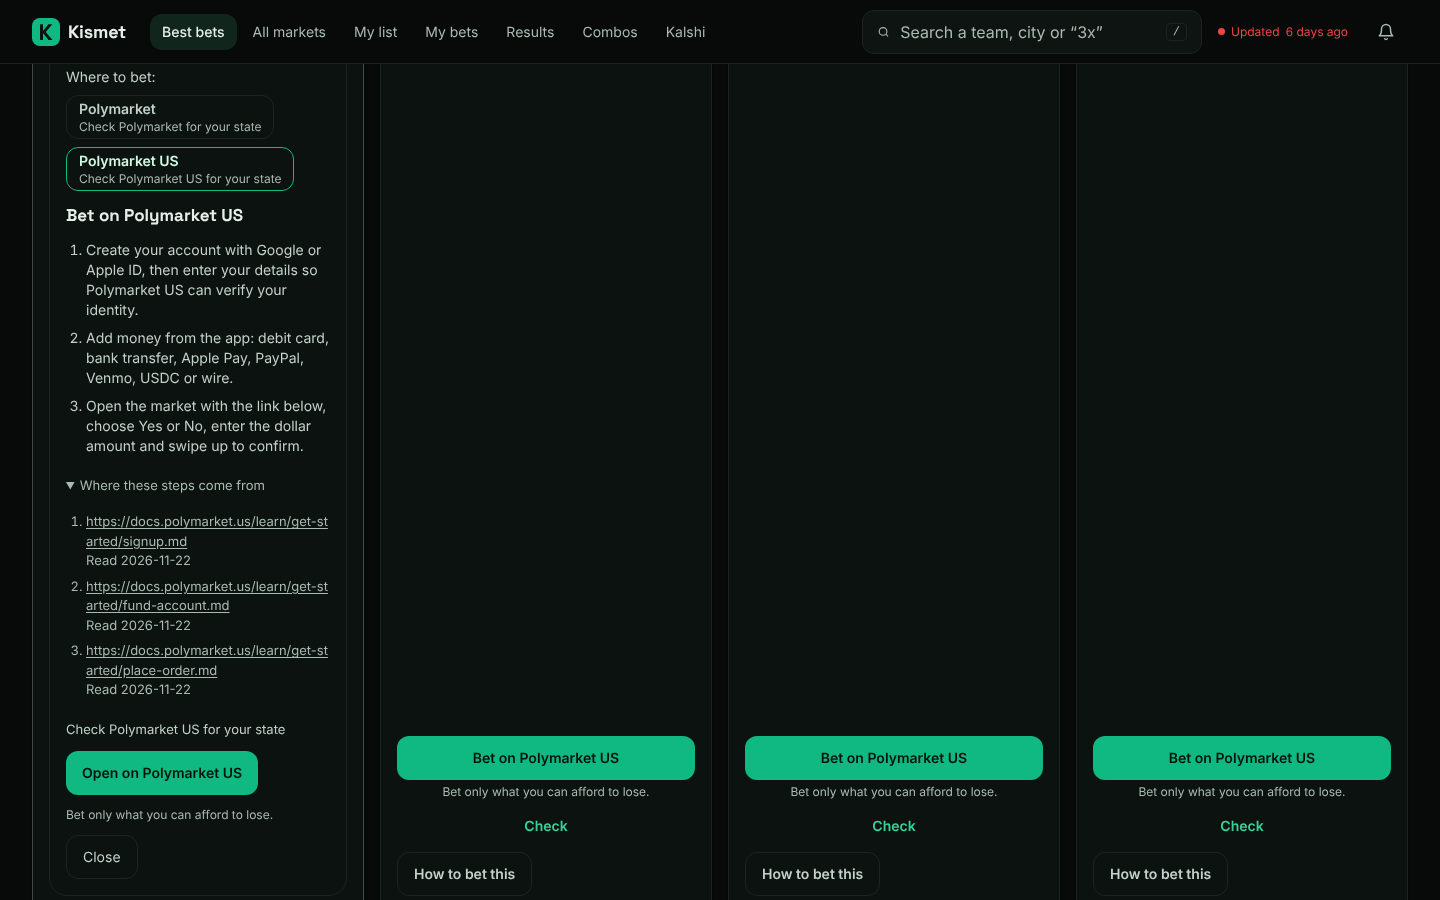 K Kismet
Best bets
All markets
My list
My bets
Results
Combos
Kalshi
Search a team, city or “3x”
/
Updated 6 days ago
Where to bet:
Polymarket
Check Polymarket for your state
Polymarket US
Check Polymarket US for your state
Bet on Polymarket US
1. Create your account with Google or
Apple ID, then enter your details so
Polymarket US can verify your
identity.
2. Add money from the app: debit card,
bank transfer, Apple Pay, PayPal,
Venmo, USDC or wire.
3. Open the market with the link below,
choose Yes or No, enter the dollar
amount and swipe up to confirm.
▼ Where these steps come from
1. https://docs.polymarket.us/learn/get-st
arted/signup.md
Read 2026-11-22
2. https://docs.polymarket.us/learn/get-st
arted/fund-account.md
Read 2026-11-22
3. https://docs.polymarket.us/learn/get-st
arted/place-order.md
Read 2026-11-22
Check Polymarket US for your state
Open on Polymarket US
Bet only what you can afford to lose.
Close
Bet on Polymarket US
Bet only what you can afford to lose.
Check
How to bet this
Bet on Polymarket US
Bet only what you can afford to lose.
Check
How to bet this
Bet on Polymarket US
Bet only what you can afford to lose.
Check
How to bet this